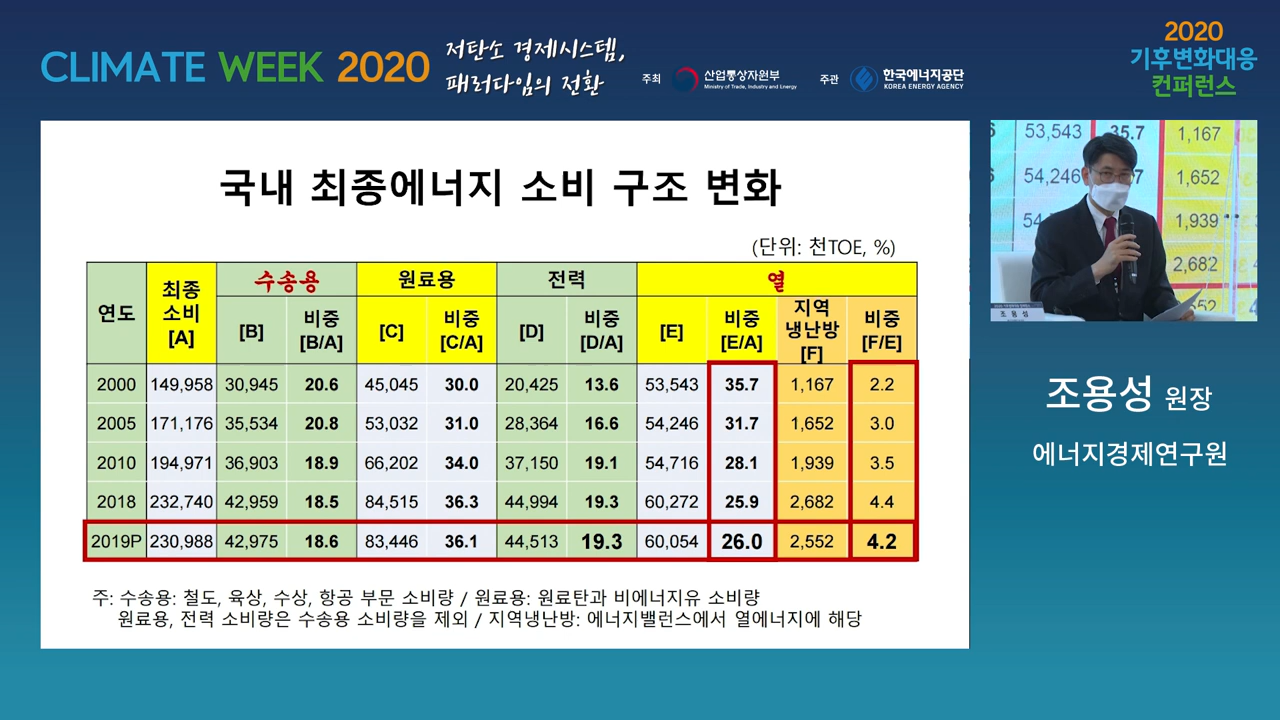 CLIMATE WEEK 2020
저탄소 경제시스템,
패러다임의 전환
주최
산업통상자원부
Ministry of Trade, Industry and Energy
주관
한국에너지공단
KOREA ENERGY AGENCY
2020
기후변화대응
컨퍼런스
국내 최종에너지 소비 구조 변화
(단위: 천TOE, %)
연도 최종 소비 [A] 수송용 원료용 전력 열
[B] 비중 [B/A] [C] 비중 [C/A] [D] 비중 [D/A] [E] 비중 [E/A] 지역 냉난방 [F] 비중 [F/E]
2000 149,958 30,945 20.6 45,045 30.0 20,425 13.6 53,543 35.7 1,167 2.2
2005 171,176 35,534 20.8 53,032 31.0 28,364 16.6 54,246 31.7 1,652 3.0
2010 194,971 36,903 18.9 66,202 34.0 37,150 19.1 54,716 28.1 1,939 3.5
2018 232,740 42,959 18.5 84,515 36.3 44,994 19.3 60,272 25.9 2,682 4.4
2019P 230,988 42,975 18.6 83,446 36.1 44,513 19.3 60,054 26.0 2,552 4.2
주: 수송용: 철도, 육상, 수상, 항공 부문 소비량 / 원료용: 원료탄과 비에너지유 소비량
원료용, 전력 소비량은 수송용 소비량을 제외 / 지역냉난방: 에너지밸런스에서 열에너지에 해당
53,543 35.7 1,167
54,246 1,652
1,939
2,682
조 용 성
조용성 원장
에너지경제연구원